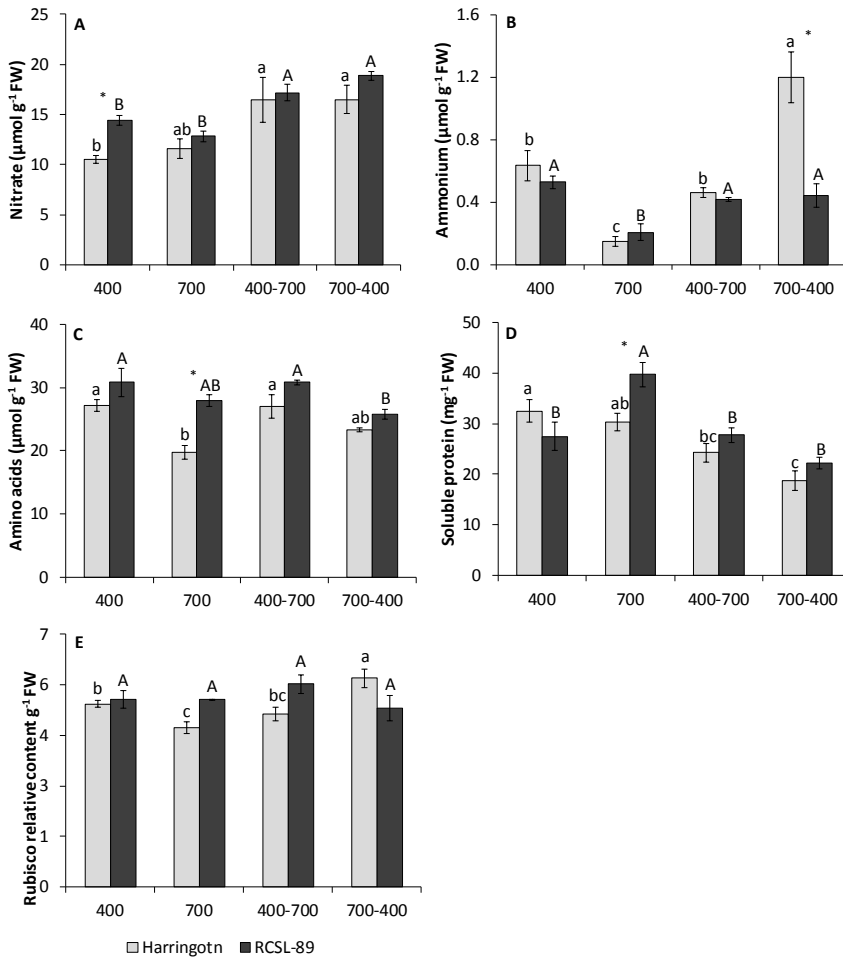 A
Nitrate (µmol g⁻¹ FW)
25
20
15
10
5
0
*
b B ab B a A a A
400 700 400-700 700-400
B
Ammonium (µmol g⁻¹ FW)
1.6
1.2
0.8
0.4
0.0
b A c B b A a A *
400 700 400-700 700-400
C
Amino acids (µmol g⁻¹ FW)
40
30
20
10
0
a A b * AB a A ab B
400 700 400-700 700-400
D
Soluble protein (mg⁻¹ FW)
50
40
30
20
10
0
a B ab * A bc B c B
400 700 400-700 700-400
E
Rubisco relative content g⁻¹ FW
7
6
4
3
1
0
b A c A bc A a A
400 700 400-700 700-400
Harringotn RCSL-89